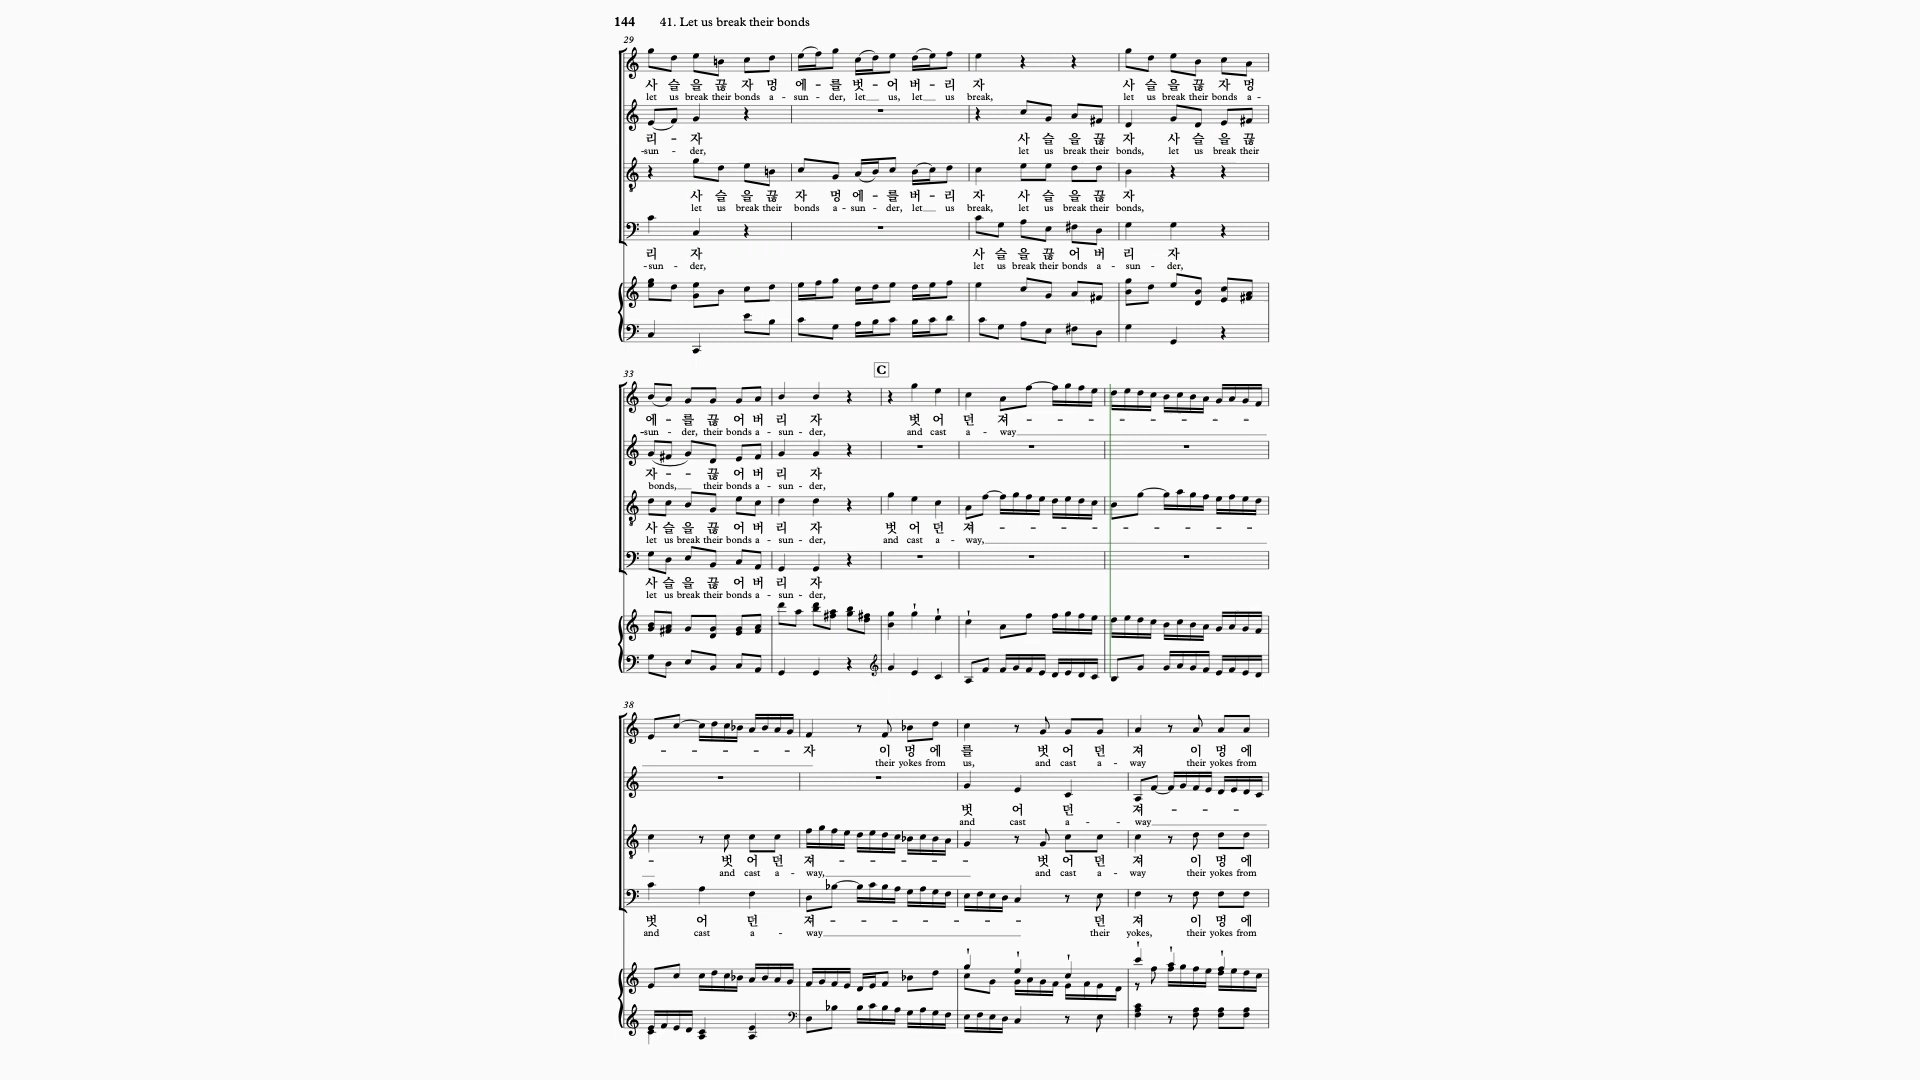 144 41. Let us break their bonds
29
사 슬 을 끊 자 멍 에 - 를 벗 - 어 버 - 리 자 사 슬 을 끊 자 멍
let us break their bonds a - sun - der, let__ us, let__ us break, let us break their bonds a -
리 - 자 사 슬 을 끊 자 사 슬 을 끊
-sun - der, let us break their bonds, let us break their
사 슬 을 끊 자 멍 에 - 를 버 - 리 자 사 슬 을 끊 자
let us break their bonds a - sun - der, let__ us break, let us break their bonds,
리 자 사 슬 을 끊 어 버 리 자
-sun - der, let us break their bonds a - sun - der,
C
33
에 - 를 끊 어 버 리 자 벗 어 던 져 - - - - - - - - - - -
-sun - der, their bonds a - sun - der, and cast a - way
자 - - 끊 어 버 리 자
bonds,__ their bonds a - sun - der,
사 슬 을 끊 어 버 리 자 벗 어 던 져 - - - - - - - - - - - -
let us break their bonds a - sun - der, and cast a - way,
사 슬 을 끊 어 버 리 자
let us break their bonds a - sun - der,
38
- - - - - - - - 자 이 멍 에 를 벗 어 던 져 이 멍 에
their yokes from us, and cast a - way their yokes from
벗 어 던 져 - - - -
and cast a - way
- 벗 어 던 져 - - - - - - - - 벗 어 던 져 이 멍 에
and cast a - way, and cast a - way their yokes from
벗 어 던 져 - - - - - - - - - - 던 져 이 멍 에
and cast a - way their yokes, their yokes from